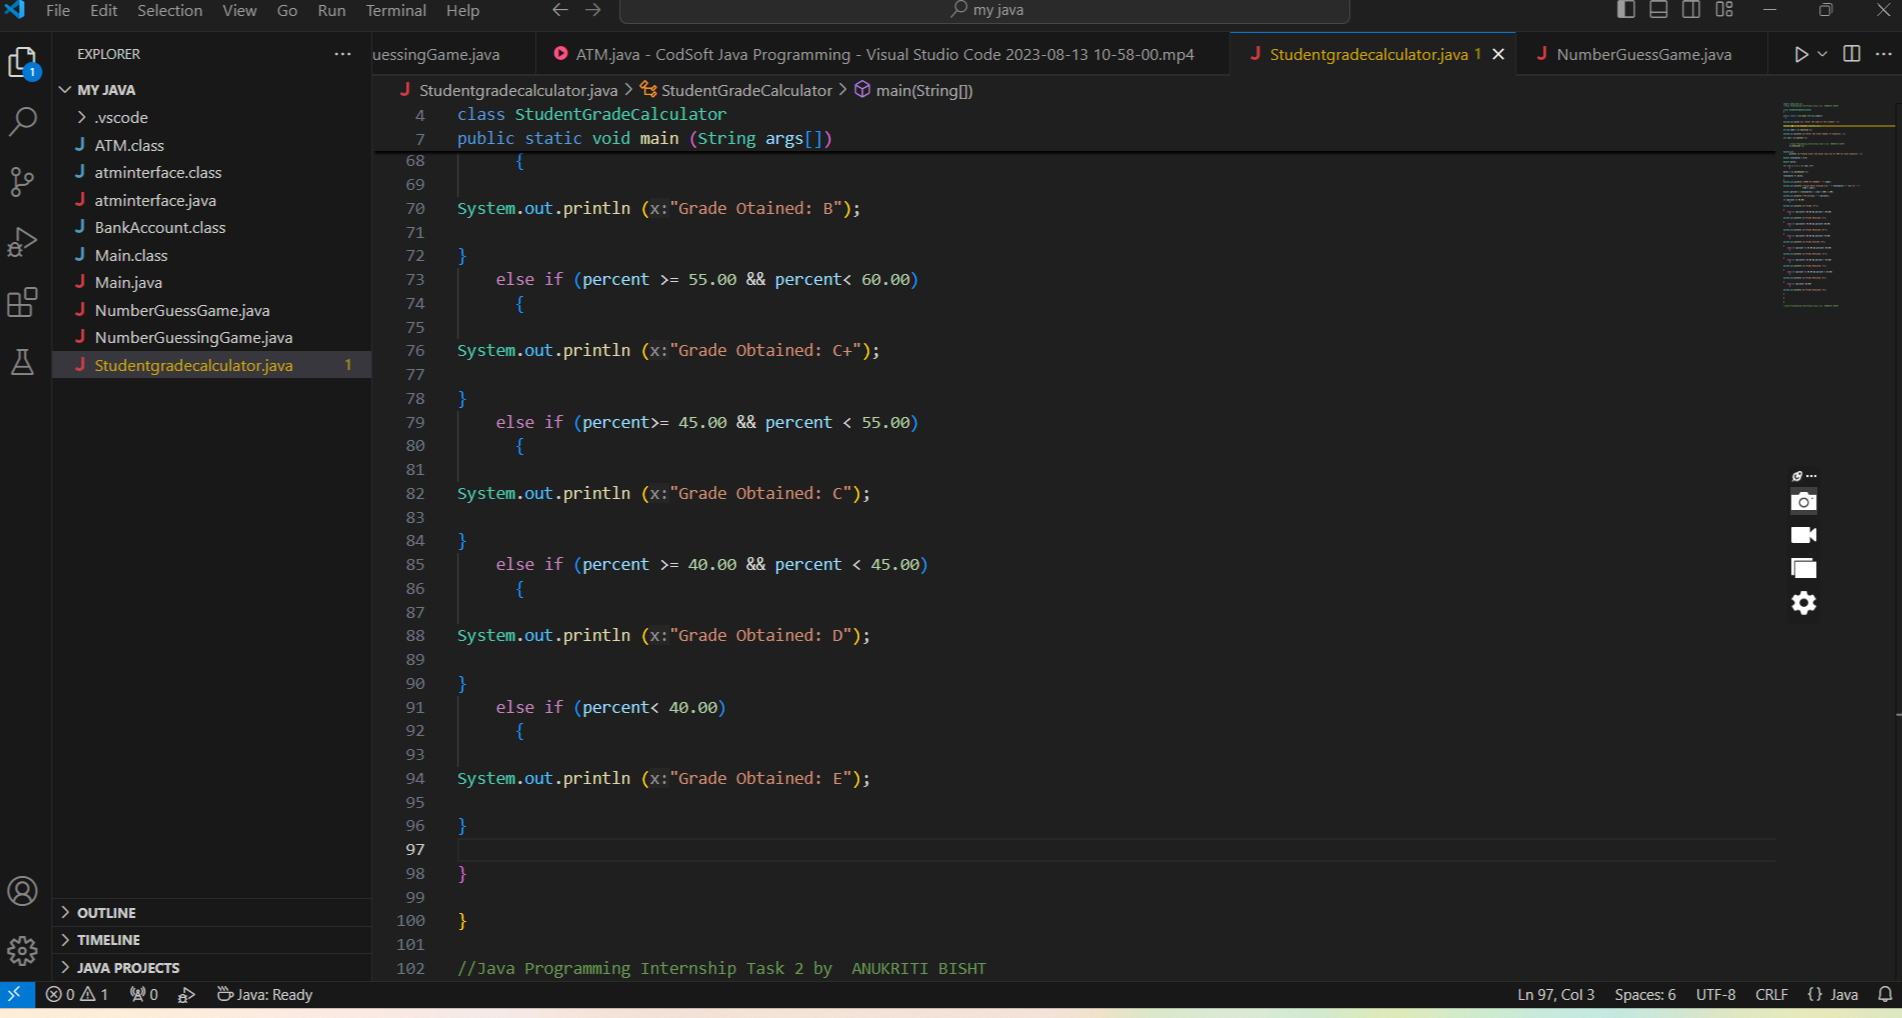 File Edit Selection View Go Run Terminal Help
my java
EXPLORER
uessingGame.java
ATM.java - CodSoft Java Programming - Visual Studio Code 2023-08-13 10-58-00.mp4
Studentgradecalculator.java 1
NumberGuessGame.java
1
MY JAVA
.vscode
ATM.class
atminterface.class
atminterface.java
BankAccount.class
Main.class
Main.java
NumberGuessGame.java
NumberGuessingGame.java
Studentgradecalculator.java 1
OUTLINE
TIMELINE
JAVA PROJECTS
Studentgradecalculator.java > StudentGradeCalculator > main(String[])
4 class StudentGradeCalculator
7 public static void main (String args[])
68 {
69
70 System.out.println (x:"Grade Otained: B");
71
72 }
73 else if (percent >= 55.00 && percent< 60.00)
74 {
75
76 System.out.println (x:"Grade Obtained: C+");
77
78 }
79 else if (percent>= 45.00 && percent < 55.00)
80 {
81
82 System.out.println (x:"Grade Obtained: C");
83
84 }
85 else if (percent >= 40.00 && percent < 45.00)
86 {
87
88 System.out.println (x:"Grade Obtained: D");
89
90 }
91 else if (percent< 40.00)
92 {
93
94 System.out.println (x:"Grade Obtained: E");
95
96 }
97
98 }
99
100 }
101
102 //Java Programming Internship Task 2 by  ANUKRITI BISHT
0 1 0 Java: Ready
Ln 97, Col 3 Spaces: 6 UTF-8 CRLF {} Java